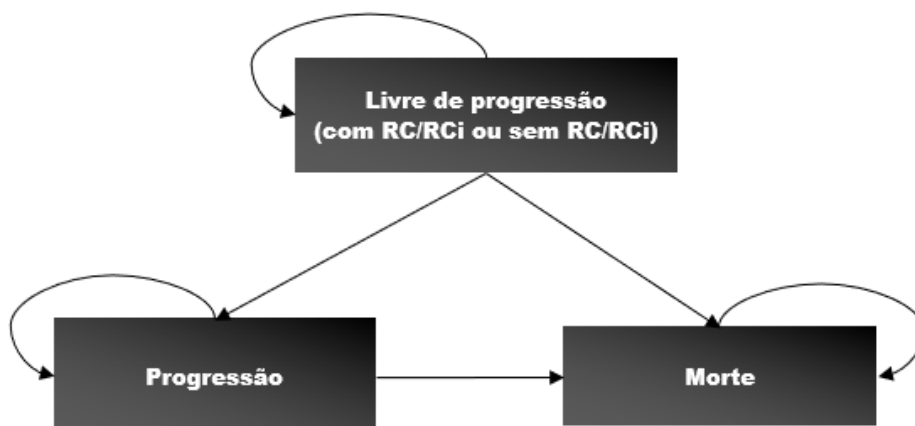 Livre de progressão
(com RC/RCi ou sem RC/RCi)
Progressão
Morte